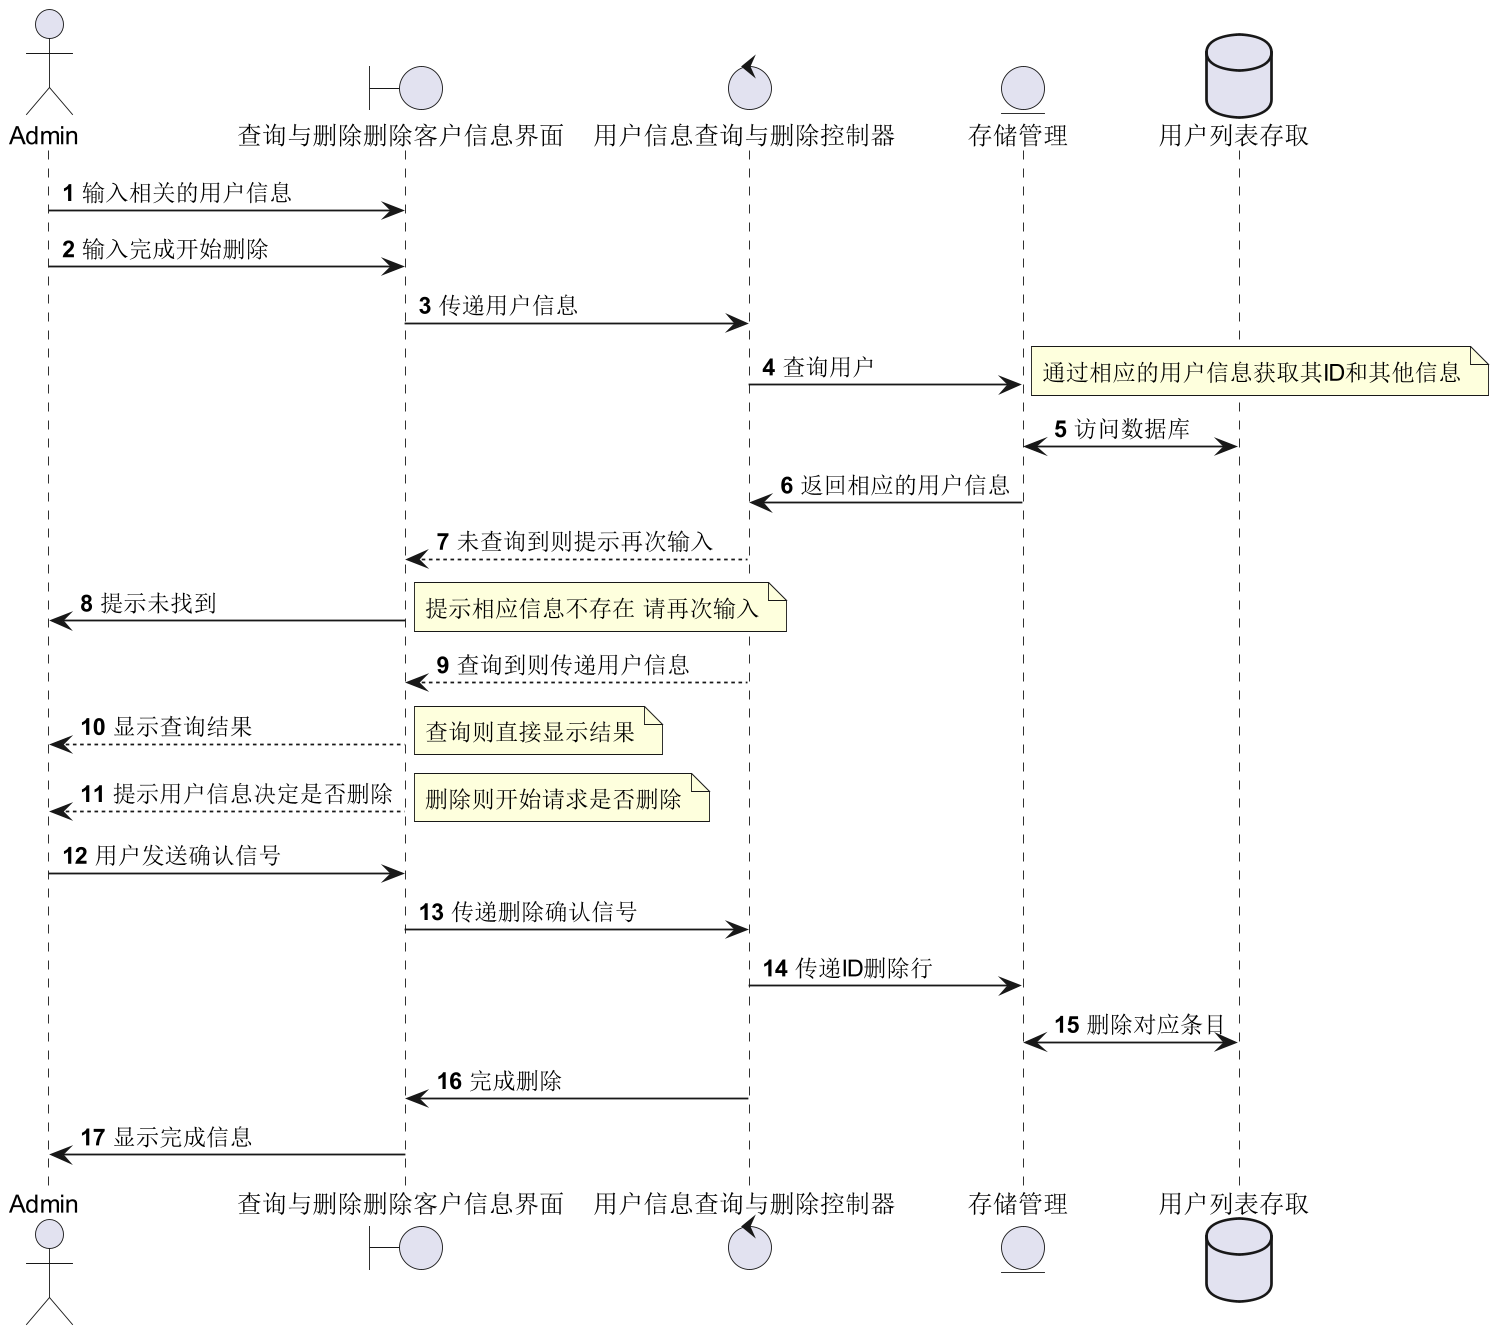 Admin
查询与删除删除客户信息界面
用户信息查询与删除控制器
存储管理
用户列表存取
1 输入相关的用户信息
2 输入完成开始删除
3 传递用户信息
4 查询用户
通过相应的用户信息获取其ID和其他信息
5 访问数据库
6 返回相应的用户信息
7 未查询到则提示再次输入
8 提示未找到
提示相应信息不存在 请再次输入
9 查询到则传递用户信息
10 显示查询结果
查询则直接显示结果
11 提示用户信息决定是否删除
删除则开始请求是否删除
12 用户发送确认信号
13 传递删除确认信号
14 传递ID删除行
15 删除对应条目
16 完成删除
17 显示完成信息
Admin
查询与删除删除客户信息界面
用户信息查询与删除控制器
存储管理
用户列表存取